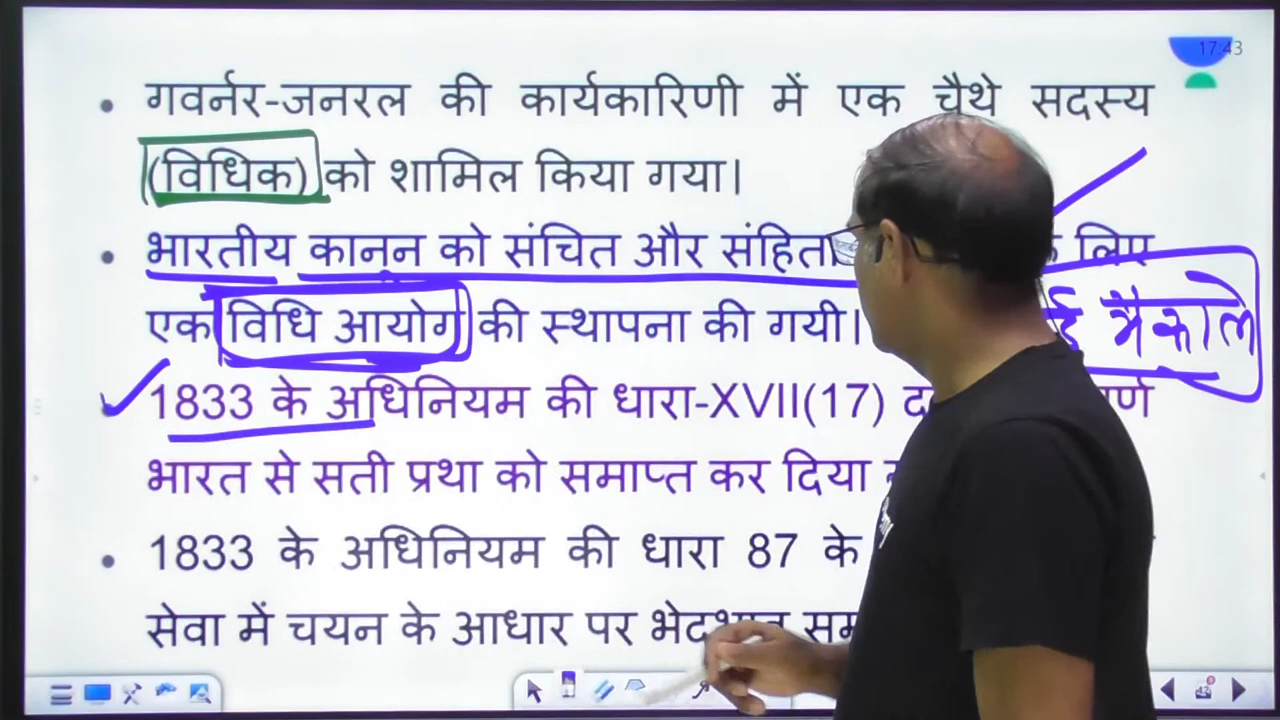 17:43
गवर्नर-जनरल की कार्यकारिणी में एक चैथे सदस्य
(विधिक) को शामिल किया गया।
भारतीय कानून को संचित और संहिता के लिए
एक विधि आयोग की स्थापना की गयी। मैकाले
1833 के अधिनियम की धारा-XVII(17)
भारत से सती प्रथा को समाप्त कर दिया
1833 के अधिनियम की धारा 87 के
सेवा में चयन के आधार पर भेदभाव